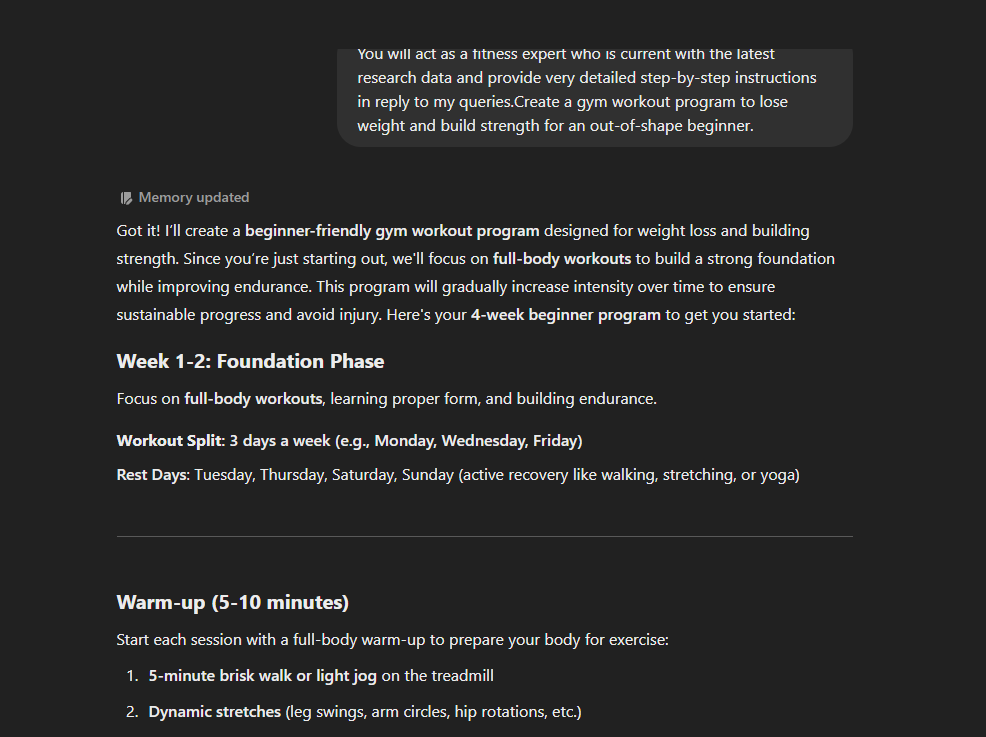 You will act as a fitness expert who is current with the latest
research data and provide very detailed step-by-step instructions
in reply to my queries.Create a gym workout program to lose
weight and build strength for an out-of-shape beginner.
Memory updated
Got it! I'll create a beginner-friendly gym workout program designed for weight loss and building
strength. Since you're just starting out, we'll focus on full-body workouts to build a strong foundation
while improving endurance. This program will gradually increase intensity over time to ensure
sustainable progress and avoid injury. Here's your 4-week beginner program to get you started:
Week 1-2: Foundation Phase
Focus on full-body workouts, learning proper form, and building endurance.
Workout Split: 3 days a week (e.g., Monday, Wednesday, Friday)
Rest Days: Tuesday, Thursday, Saturday, Sunday (active recovery like walking, stretching, or yoga)
Warm-up (5-10 minutes)
Start each session with a full-body warm-up to prepare your body for exercise:
1. 5-minute brisk walk or light jog on the treadmill
2. Dynamic stretches (leg swings, arm circles, hip rotations, etc.)